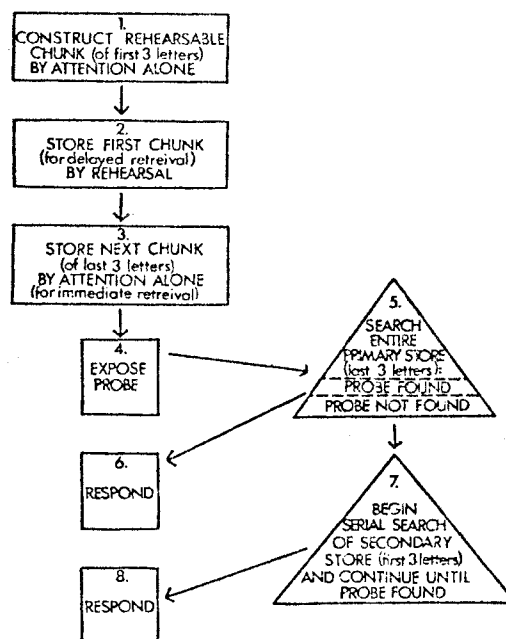 1.
CONSTRUCT REHEARSABLE
CHUNK (of first 3 letters)
BY ATTENTION ALONE
2.
STORE FIRST CHUNK
(for delayed retreival)
BY REHEARSAL
3.
STORE NEXT CHUNK
(of last 3 letters)
BY ATTENTION ALONE
(for immediate retreival)
4.
EXPOSE
PROBE
5.
SEARCH
ENTIRE
PRIMARY STORE
(last 3 letters):
PROBE FOUND
PROBE NOT FOUND
6.
RESPOND
7.
BEGIN
SERIAL SEARCH
OF SECONDARY
STORE (first 3 letters)
AND CONTINUE UNTIL
PROBE FOUND
8.
RESPOND